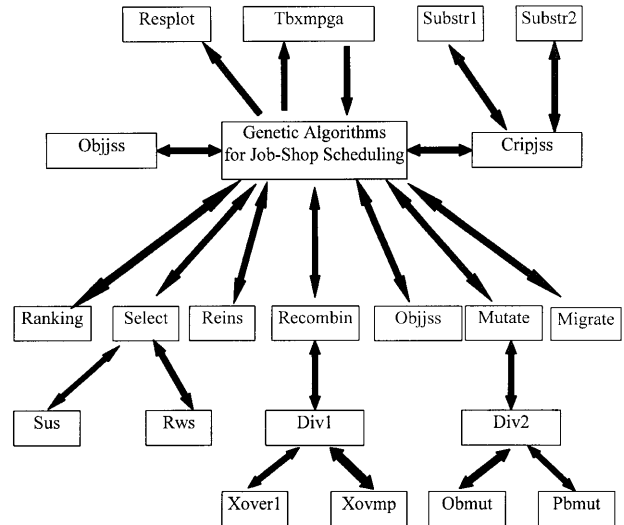 Resplot
Tbxmpga
Substr1
Substr2
Objjss
Genetic Algorithms
for Job-Shop Scheduling
Cripjss
Ranking
Select
Reins
Recombin
Objjss
Mutate
Migrate
Sus
Rws
Div1
Div2
Xover1
Xovmp
Obmut
Pbmut